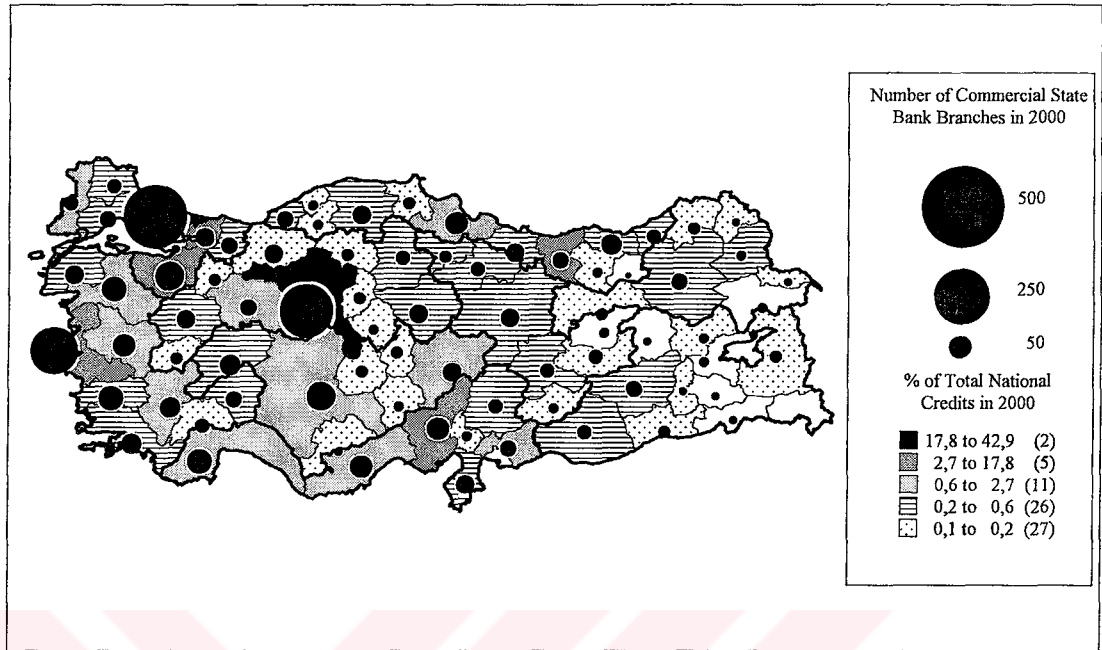 Number of Commercial State
Bank Branches in 2000
500
250
50
% of Total National
Credits in 2000
17,8 to 42,9 (2)
2,7 to 17,8 (5)
0,6 to 2,7 (11)
0,2 to 0,6 (26)
0,1 to 0,2 (27)